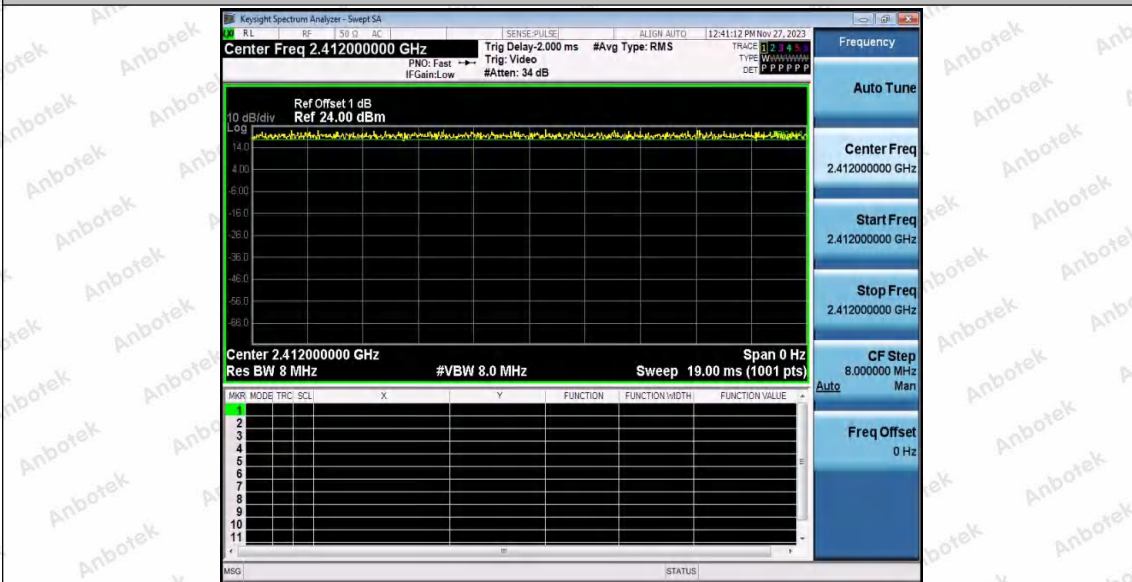 Keysight Spectrum Analyzer - Swept SA
RL RF 50 Ω AC SENSE:PULSE ALIGN AUTO 12:41:12 PM Nov 27, 2023
Center Freq 2.412000000 GHz
PNO: Fast
IFGain:Low
Trig Delay-2.000 ms
Trig: Video
#Atten: 34 dB
#Avg Type: RMS
TRACE 1 2 3 4 5 6
TYPE WWWWWW
DET P P P P P P
Ref Offset 1 dB
10 dB/div Ref 24.00 dBm
Log
14.0
4.00
-6.00
-16.0
-26.0
-36.0
-46.0
-56.0
-66.0
Center 2.412000000 GHz Span 0 Hz
Res BW 8 MHz #VBW 8.0 MHz Sweep 19.00 ms (1001 pts)
MKR MODE TRC SCL X Y FUNCTION FUNCTION WIDTH FUNCTION VALUE
1
2
3
4
5
6
7
8
9
10
11
MSG STATUS
Frequency
Auto Tune
Center Freq
2.412000000 GHz
Start Freq
2.412000000 GHz
Stop Freq
2.412000000 GHz
CF Step
8.000000 MHz
Auto Man
Freq Offset
0 Hz
Anbotek